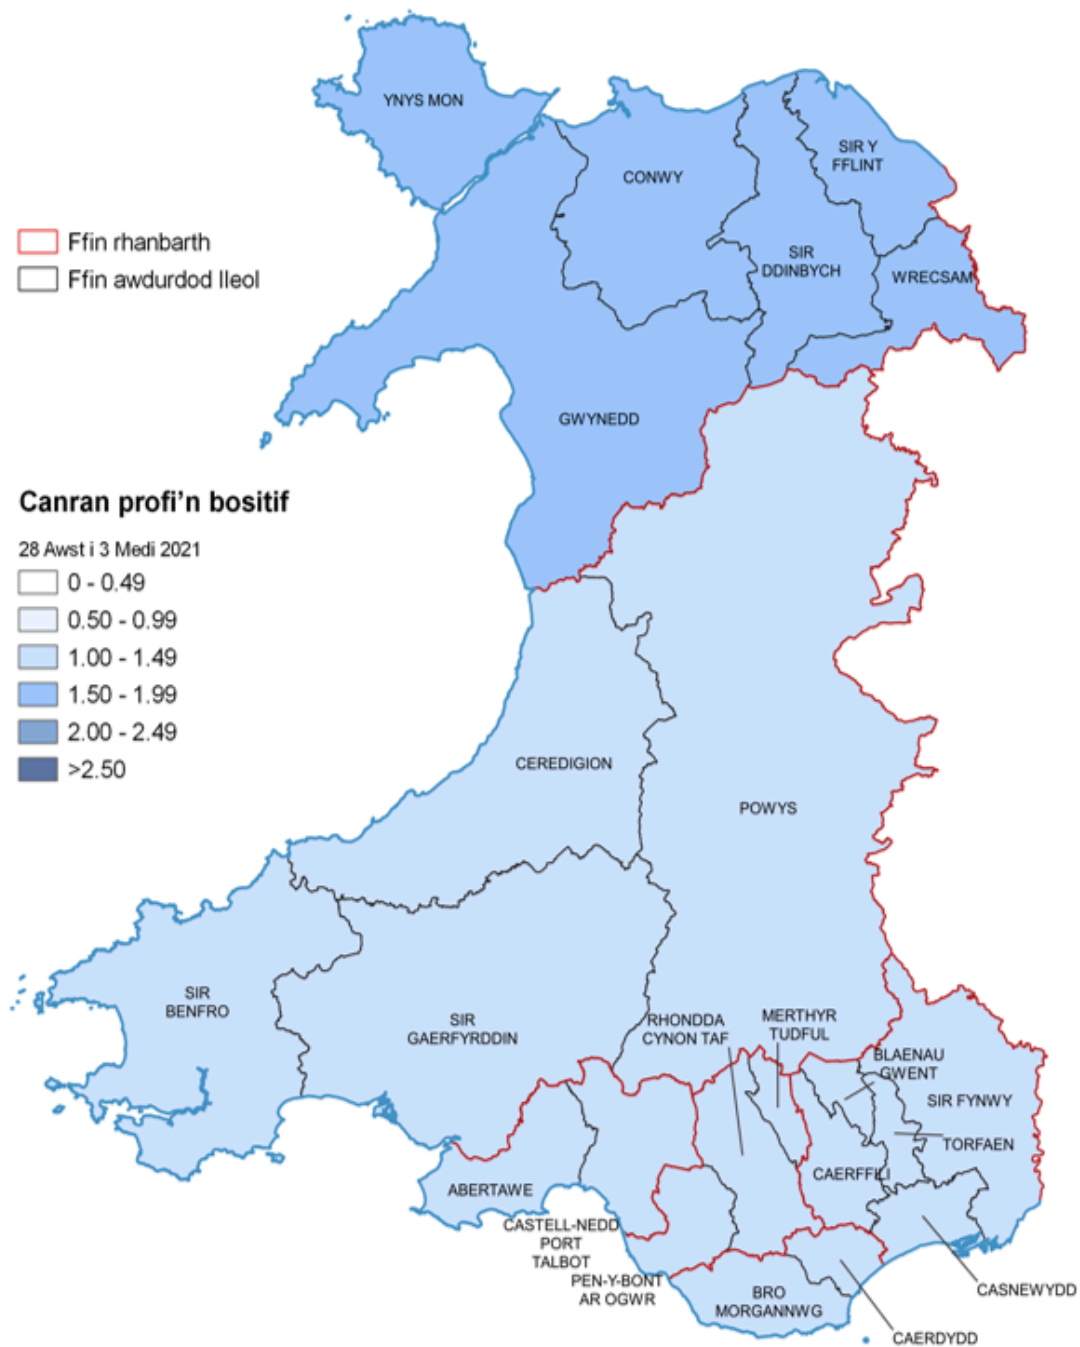 YNYS MON
CONWY
SIR Y
FFLINT
SIR
DDINBYCH
WRECSAM
Ffin rhanbarth
Ffin awdurdod lleol
GWYNEDD
Canran profi’n bositif
28 Awst i 3 Medi 2021
0 - 0.49
0.50 - 0.99
1.00 - 1.49
1.50 - 1.99
2.00 - 2.49
>2.50
CEREDIGION
POWYS
SIR
BENFRO
SIR
GAERFYRDDIN
RHONDDA
CYNON TAF
MERTHYR
TUDFUL
BLAENAU
GWENT
SIR FYNWY
TORFAEN
CAERFFILI
ABERTAWE
CASTELL-NEDD
PORT
TALBOT
PEN-Y-BONT
AR OGWR
BRO
MORGANNWG
CASNEWYDD
CAERDYDD